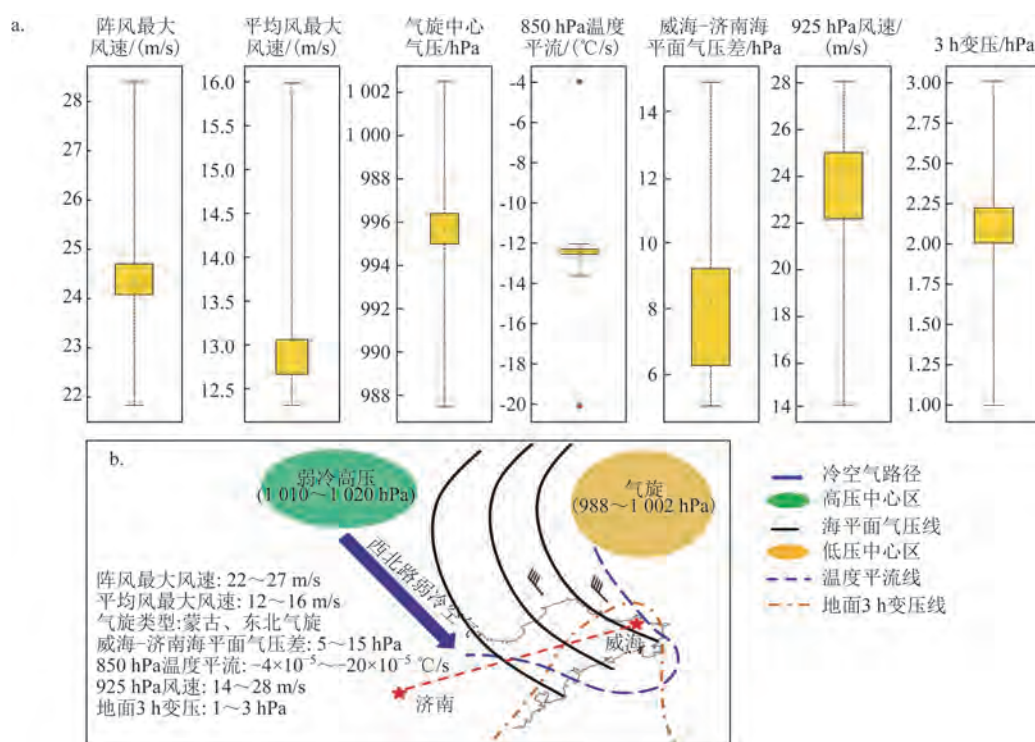 a.
阵风最大
风速/(m/s)
平均风最大
风速/(m/s)
气旋中心
气压/hPa
850 hPa温度
平流/(℃/s)
威海-济南海
平面气压差/hPa
925 hPa风速/
(m/s)
3 h变压/hPa
28
27
26
25
24
23
22
16.0
15.5
15.0
14.5
14.0
13.5
13.0
12.5
1 002
1 000
998
996
994
992
990
988
-4
-6
-8
-10
-12
-14
-16
-18
-20
14
12
10
8
6
28
26
24
22
20
18
16
14
3.00
2.75
2.50
2.25
2.00
1.75
1.50
1.25
1.00
b.
弱冷高压
(1 010～1 020 hPa)
气旋
(988～1 002 hPa)
西北路弱冷空气
阵风最大风速: 22～27 m/s
平均风最大风速: 12～16 m/s
气旋类型:蒙古、东北气旋
威海-济南海平面气压差: 5～15 hPa
850 hPa温度平流: -4×10⁻⁵～-20×10⁻⁵ ℃/s
925 hPa风速: 14～28 m/s
地面3 h变压: 1～3 hPa
威海
济南
冷空气路径
高压中心区
海平面气压线
低压中心区
温度平流线
地面3 h变压线